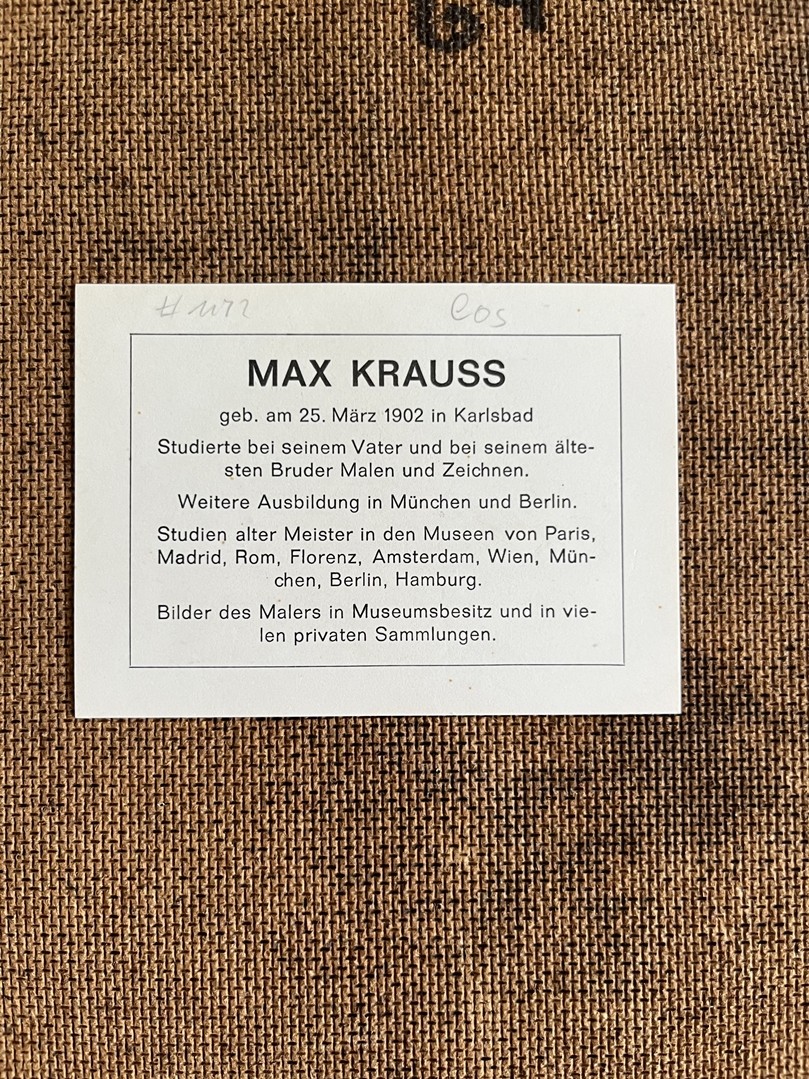 MAX KRAUSS
geb. am 25. März 1902 in Karlsbad
Studierte bei seinem Vater und bei seinem älte-
sten Bruder Malen und Zeichnen.
Weitere Ausbildung in München und Berlin.
Studien alter Meister in den Museen von Paris,
Madrid, Rom, Florenz, Amsterdam, Wien, Mün-
chen, Berlin, Hamburg.
Bilder des Malers in Museumsbesitz und in vie-
len privaten Sammlungen.